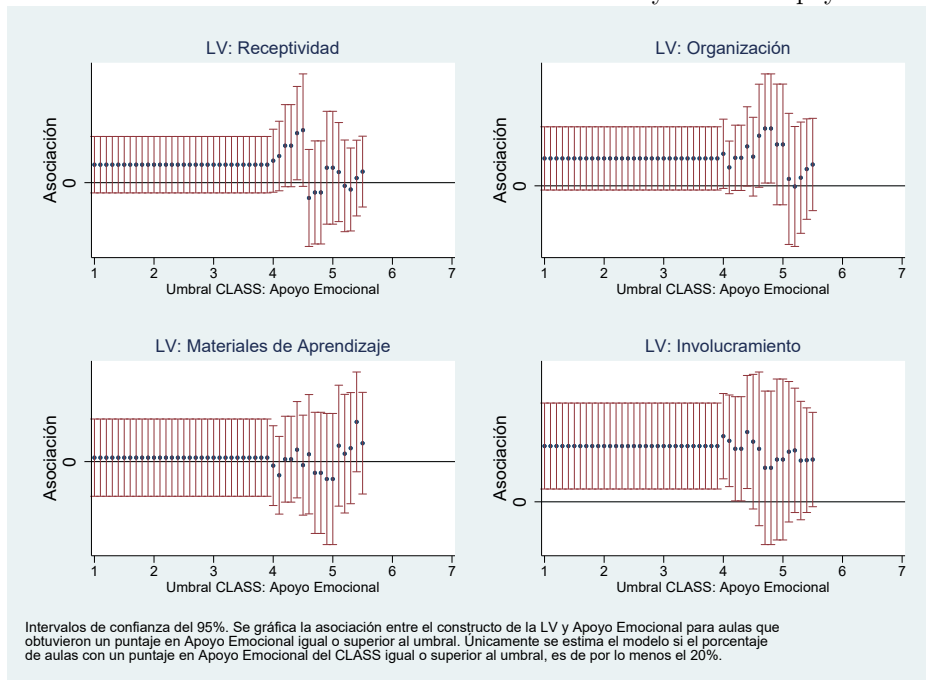 LV: Receptividad
Asociación
0
1 2 3 4 5 6 7
Umbral CLASS: Apoyo Emocional
LV: Organización
Asociación
0
1 2 3 4 5 6 7
Umbral CLASS: Apoyo Emocional
LV: Materiales de Aprendizaje
Asociación
0
1 2 3 4 5 6 7
Umbral CLASS: Apoyo Emocional
LV: Involucramiento
Asociación
0
1 2 3 4 5 6 7
Umbral CLASS: Apoyo Emocional
Intervalos de confianza del 95%. Se gráfica la asociación entre el constructo de la LV y Apoyo Emocional para aulas que
obtuvieron un puntaje en Apoyo Emocional igual o superior al umbral. Únicamente se estima el modelo si el porcentaje
de aulas con un puntaje en Apoyo Emocional del CLASS igual o superior al umbral, es de por lo menos el 20%.